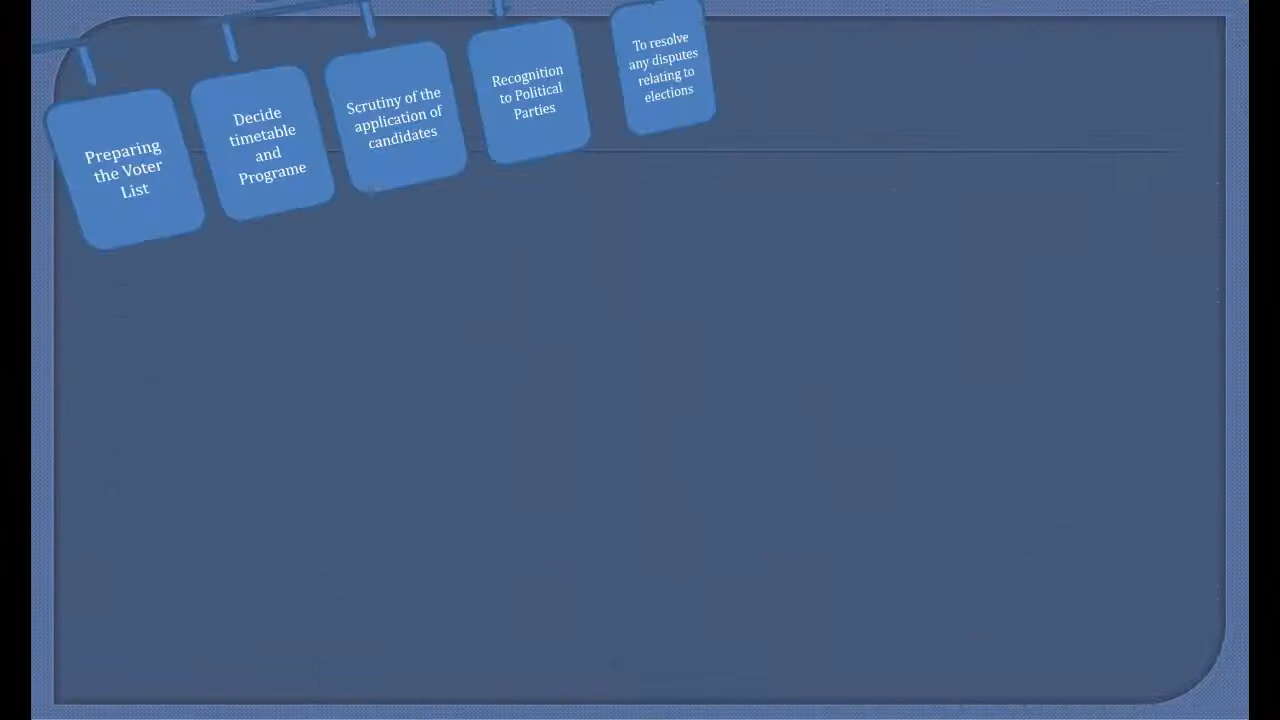 Preparing
the Voter
List
Decide
timetable
and
Programe
Scrutiny of the
application of
candidates
Recognition
to Political
Parties
To resolve
any disputes
relating to
elections